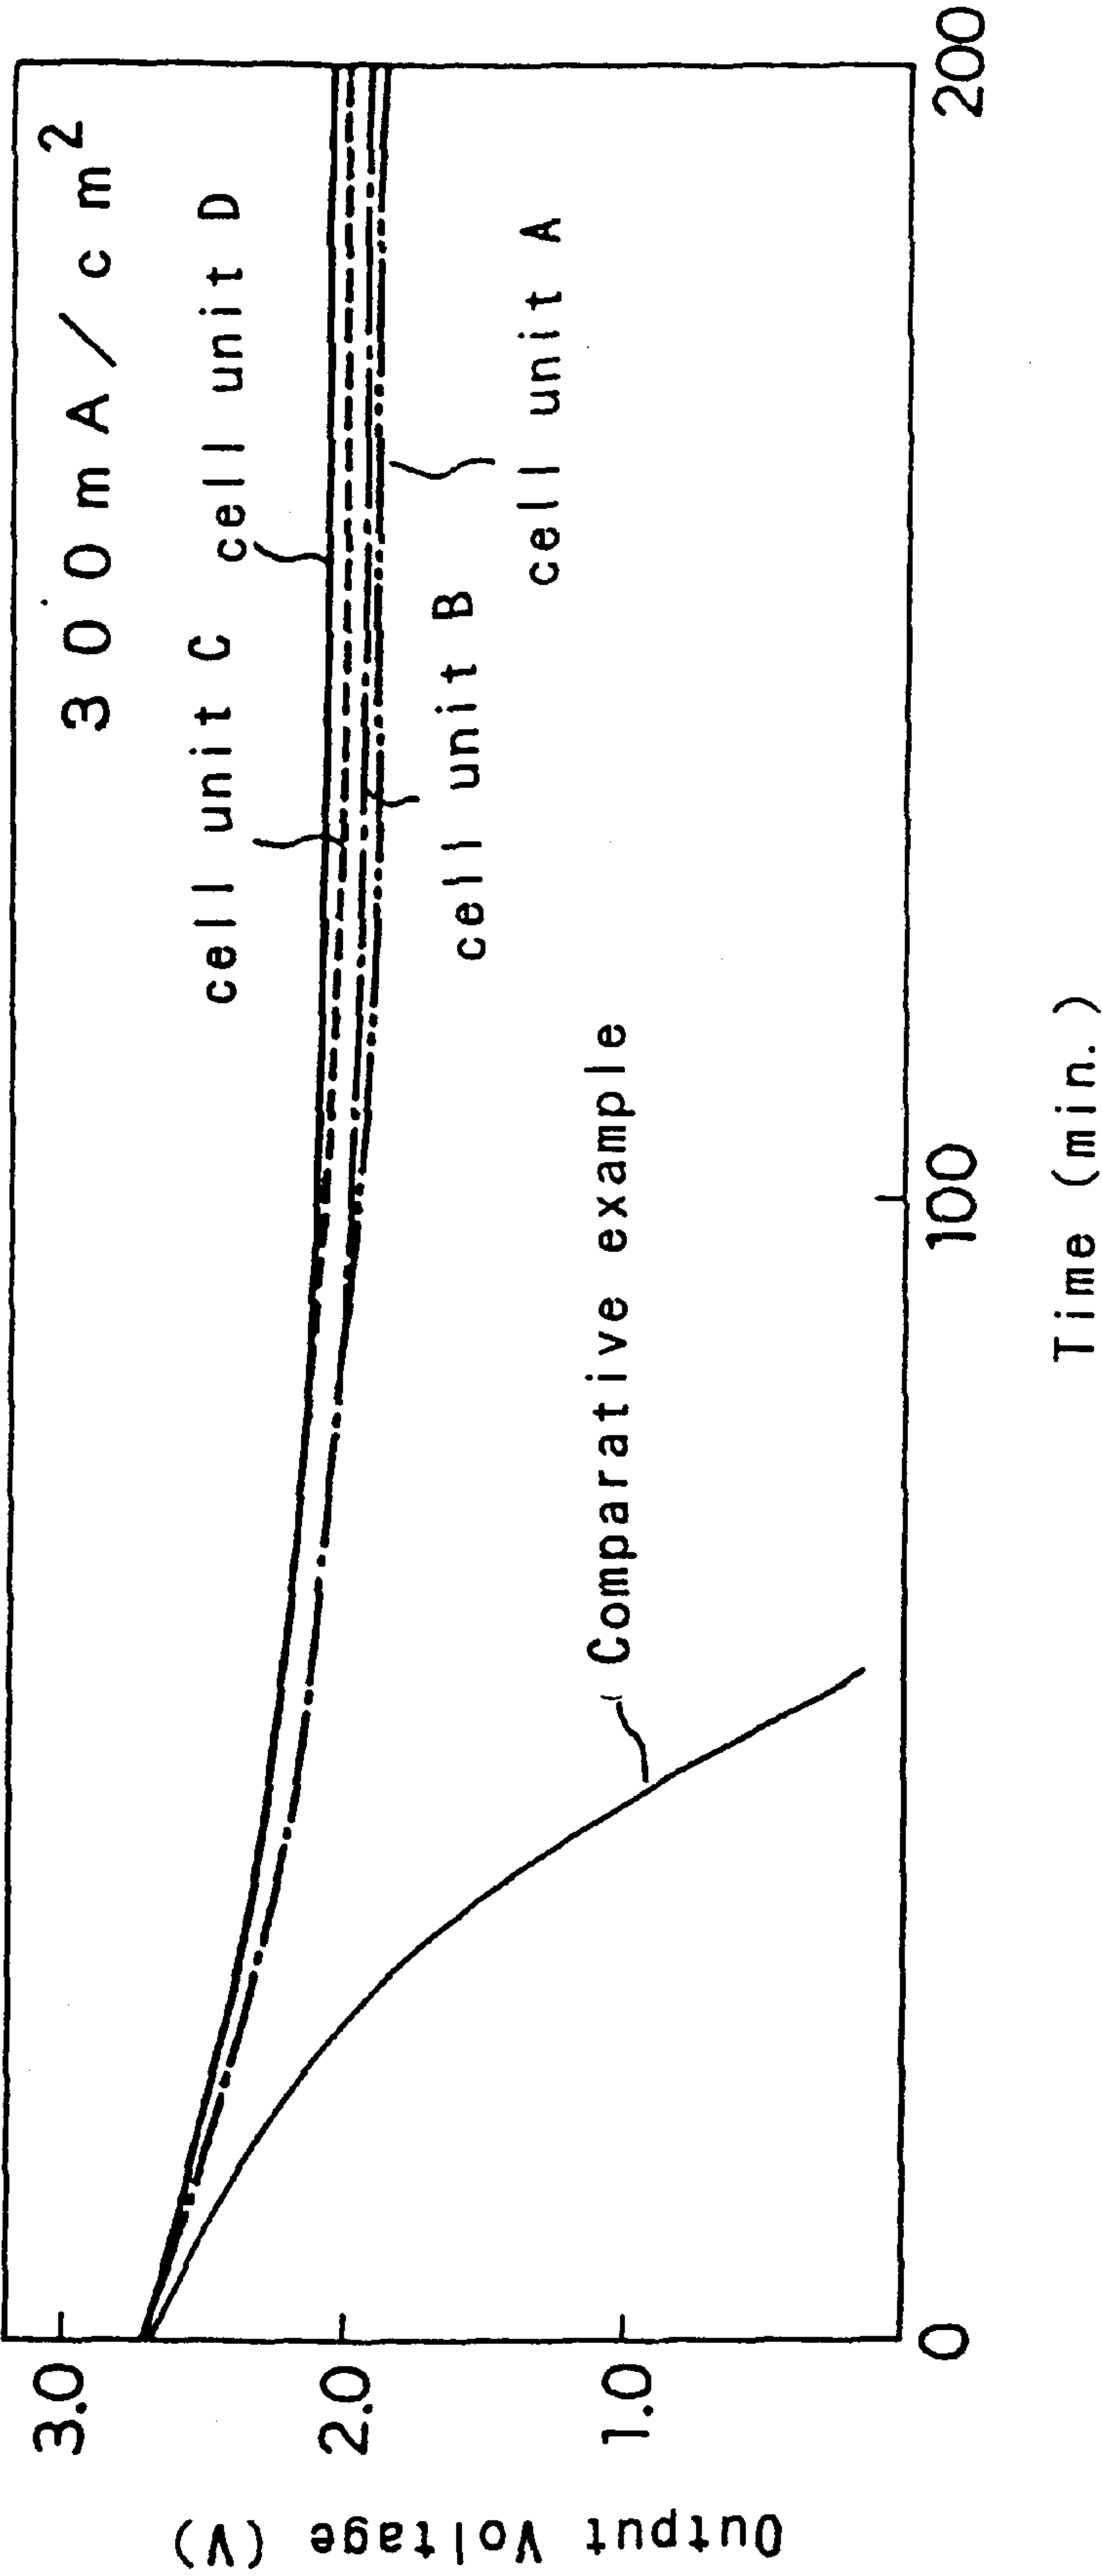 300mA/cm²
cell unit C
cell unit D
cell unit B
cell unit A
Comparative example
3.0
2.0
1.0
Output Voltage (V)
0
100
200
Time (min.)